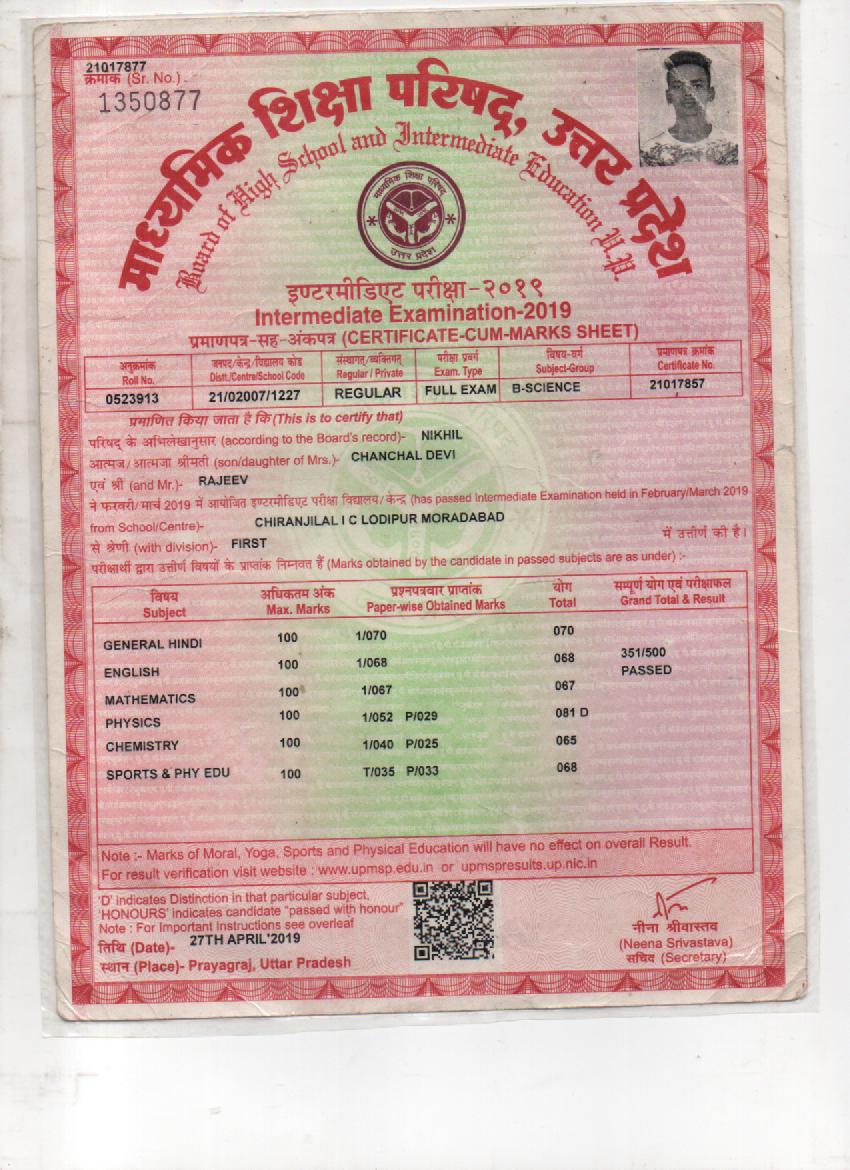 21017877
क्रमांक (Sr. No.)
1350877
माध्यमिक शिक्षा परिषद्, उत्तर प्रदेश
Board of High School and Intermediate Education U.P.
माध्यमिक शिक्षा परिषद्
उत्तर प्रदेश
इण्टरमीडिएट परीक्षा-२०१९
Intermediate Examination-2019
प्रमाणपत्र-सह-अंकपत्र (CERTIFICATE-CUM-MARKS SHEET)
अनुक्रमांक जनपद/केन्द्र/विद्यालय कोड संस्थागत/व्यक्तिगत परीक्षा प्रवर्ग विषय-वर्ग प्रमाणपत्र क्रमांक
Roll No. Distt./Centre/School Code Regular / Private Exam. Type Subject-Group Certificate No.
0523913 21/02007/1227 REGULAR FULL EXAM B-SCIENCE 21017857
प्रमाणित किया जाता है कि (This is to certify that)
परिषद के अभिलेखानुसार (according to the Board's record)- NIKHIL
आत्मज/आत्मजा श्रीमती (son/daughter of Mrs.)- CHANCHAL DEVI
एवं श्री (and Mr.)- RAJEEV
ने फरवरी/मार्च 2019 में आयोजित इण्टरमीडिएट परीक्षा विद्यालय/केन्द्र (has passed Intermediate Examination held in February/March 2019
from School/Centre)- CHIRANJILAL I C LODIPUR MORADABAD में उत्तीर्ण की है।
से श्रेणी (with division)- FIRST
परीक्षार्थी द्वारा उत्तीर्ण विषयों के प्राप्तांक निम्नवत हैं (Marks obtained by the candidate in passed subjects are as under) :-
विषय अधिकतम अंक प्रश्नपत्रवार प्राप्तांक योग सम्पूर्ण योग एवं परीक्षाफल
Subject Max. Marks Paper-wise Obtained Marks Total Grand Total & Result
GENERAL HINDI 100 1/070 070
ENGLISH 100 1/068 068 351/500
PASSED
MATHEMATICS 100 1/067 067
PHYSICS 100 1/052 P/029 081 D
CHEMISTRY 100 1/040 P/025 065
SPORTS & PHY EDU 100 T/035 P/033 068
Note :- Marks of Moral, Yoga, Sports and Physical Education will have no effect on overall Result.
For result verification visit website : www.upmsp.edu.in or upmspresults.up.nic.in
'D' indicates Distinction in that particular subject,
'HONOURS' indicates candidate "passed with honour"
Note : For Important Instructions see overleaf
तिथि (Date)- 27TH APRIL'2019
स्थान (Place)- Prayagraj, Uttar Pradesh
नीना श्रीवास्तव
(Neena Srivastava)
सचिव (Secretary)